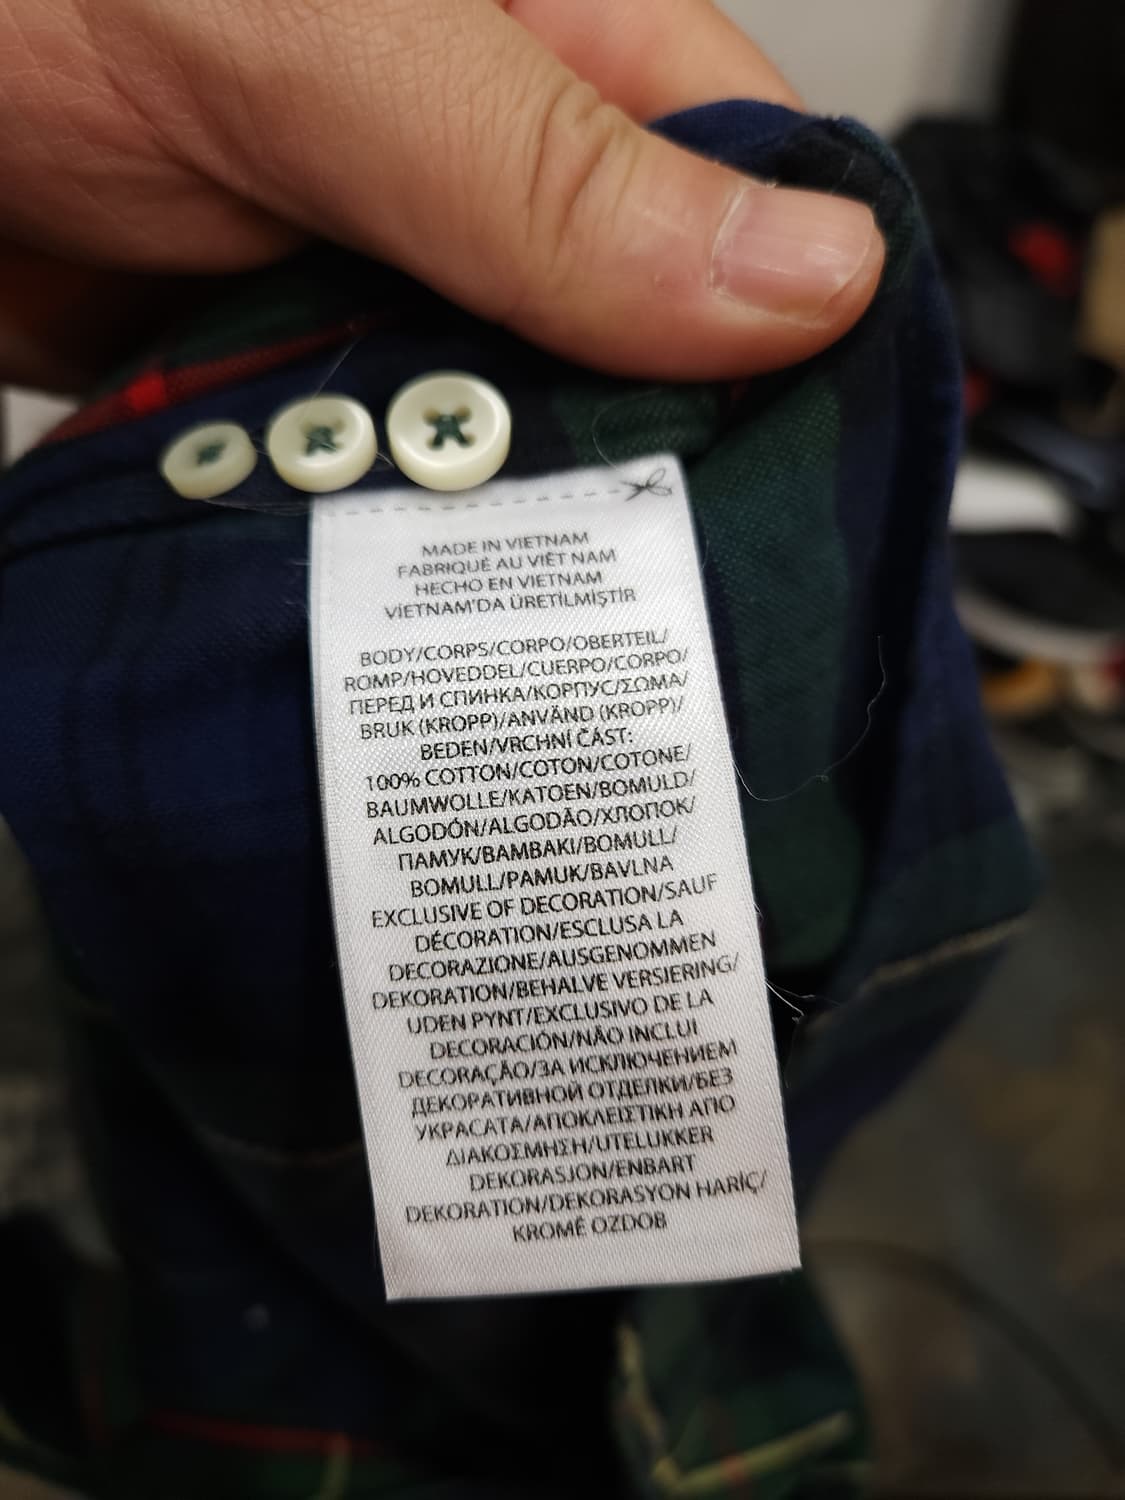 MADE IN VIETNAM
FABRIQUÉ AU VIÊT NAM
HECHO EN VIETNAM
VİETNAM'DA ÜRETİLMİŞTİR
BODY/CORPS/CORPO/OBERTEIL/
ROMP/HOVEDDEL/CUERPO/CORPO/
ПЕРЕД И СПИНКА/КОРПУС/ΣΩΜΑ/
BRUK (KROPP)/ANVÄND (KROPP)/
BEDEN/VRCHNÍ ČÁST:
100% COTTON/COTON/COTONE/
BAUMWOLLE/KATOEN/BOMULD/
ALGODÓN/ALGODÃO/ХЛОПОК/
ПАМУК/ΒΑΜΒΑΚΙ/BOMULL/
BOMULL/PAMUK/BAVLNA
EXCLUSIVE OF DECORATION/SAUF
DÉCORATION/ESCLUSA LA
DECORAZIONE/AUSGENOMMEN
DEKORATION/BEHALVE VERSIERING/
UDEN PYNT/EXCLUSIVO DE LA
DECORACIÓN/NÃO INCLUI
DECORAÇÃO/ЗА ИСКЛЮЧЕНИЕМ
ДЕКОРАТИВНОЙ ОТДЕЛКИ/БЕЗ
УКРАСАТА/ΑΠΟΚΛΕΙΣΤΙΚΗ ΑΠΟ
ΔΙΑΚΟΣΜΗΣΗ/UTELUKKER
DEKORASJON/ENBART
DEKORATION/DEKORASYON HARİÇ/
KROMĚ OZDOB